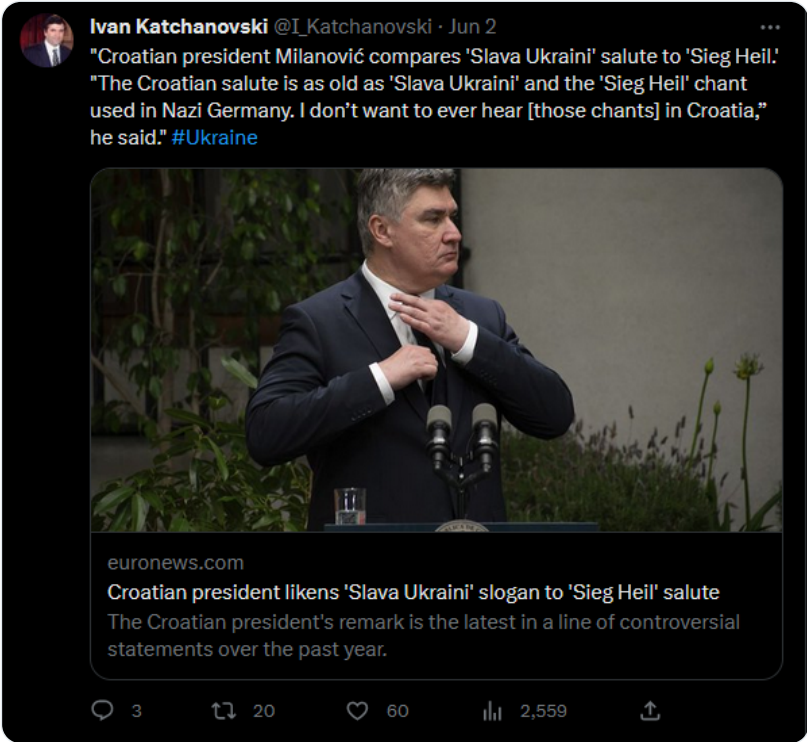 Ivan Katchanovski @I_Katchanovski · Jun 2
"Croatian president Milanović compares 'Slava Ukraini' salute to 'Sieg Heil.'
"The Croatian salute is as old as 'Slava Ukraini' and the 'Sieg Heil' chant
used in Nazi Germany. I don’t want to ever hear [those chants] in Croatia,”
he said." #Ukraine
euronews.com
Croatian president likens 'Slava Ukraini' slogan to 'Sieg Heil' salute
The Croatian president's remark is the latest in a line of controversial
statements over the past year.
3 20 60 2,559